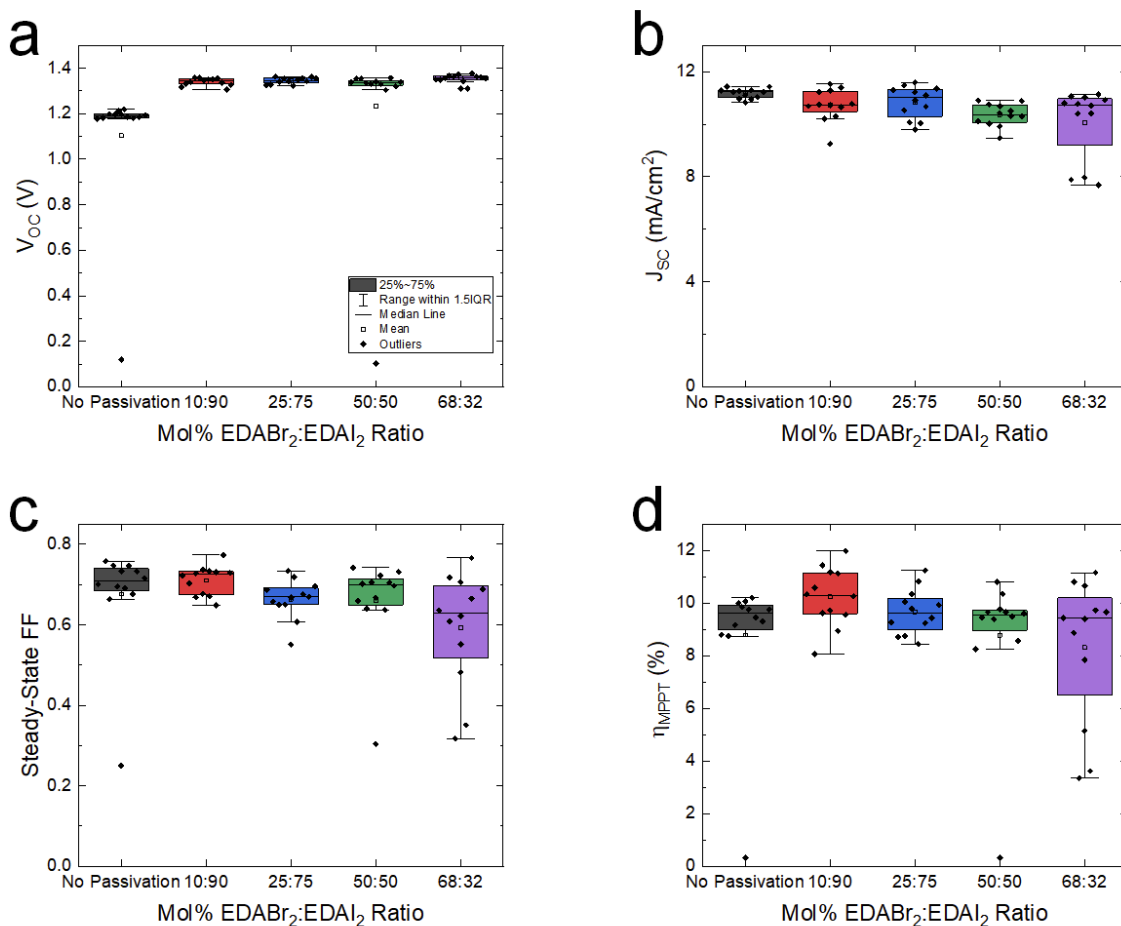 a
1.4
1.2
1.0
0.8
0.6
0.4
0.2
0.0
V_OC (V)
25%~75%
Range within 1.5IQR
Median Line
Mean
Outliers
No Passivation 10:90 25:75 50:50 68:32
Mol% EDABr₂:EDAI₂ Ratio
b
12
8
4
0
J_SC (mA/cm²)
No Passivation 10:90 25:75 50:50 68:32
Mol% EDABr₂:EDAI₂ Ratio
c
0.8
0.6
0.4
0.2
0.0
Steady-State FF
No Passivation 10:90 25:75 50:50 68:32
Mol% EDABr₂:EDAI₂ Ratio
d
12
10
8
6
4
2
0
η_MPPT (%)
No Passivation 10:90 25:75 50:50 68:32
Mol% EDABr₂:EDAI₂ Ratio